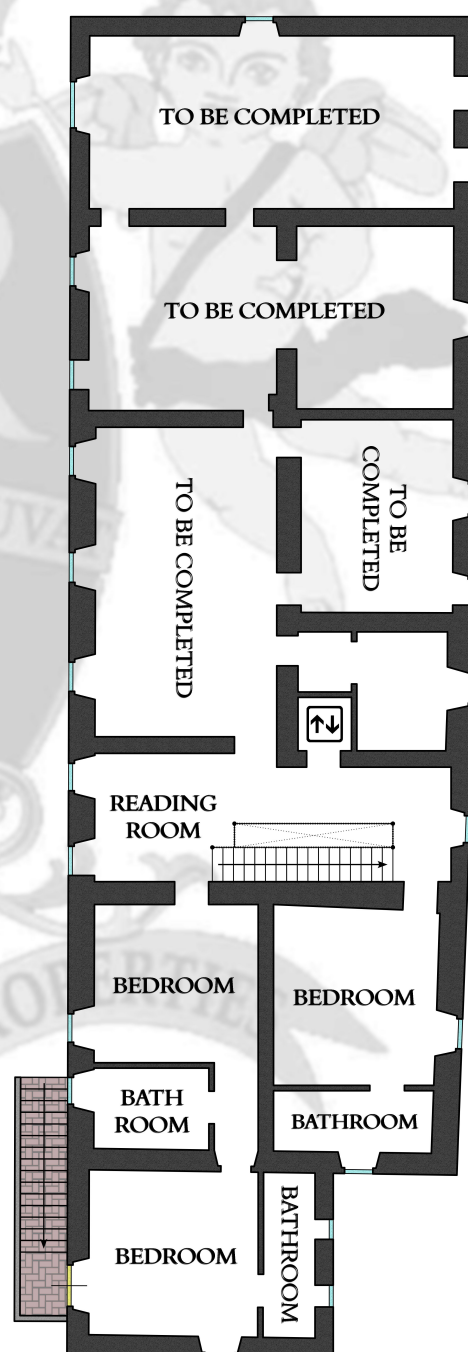 TO BE COMPLETED
TO BE COMPLETED
TO BE COMPLETED
TO BE
COMPLETED
READING
ROOM
BEDROOM
BEDROOM
BATH
ROOM
BATHROOM
BEDROOM
BATHROOM